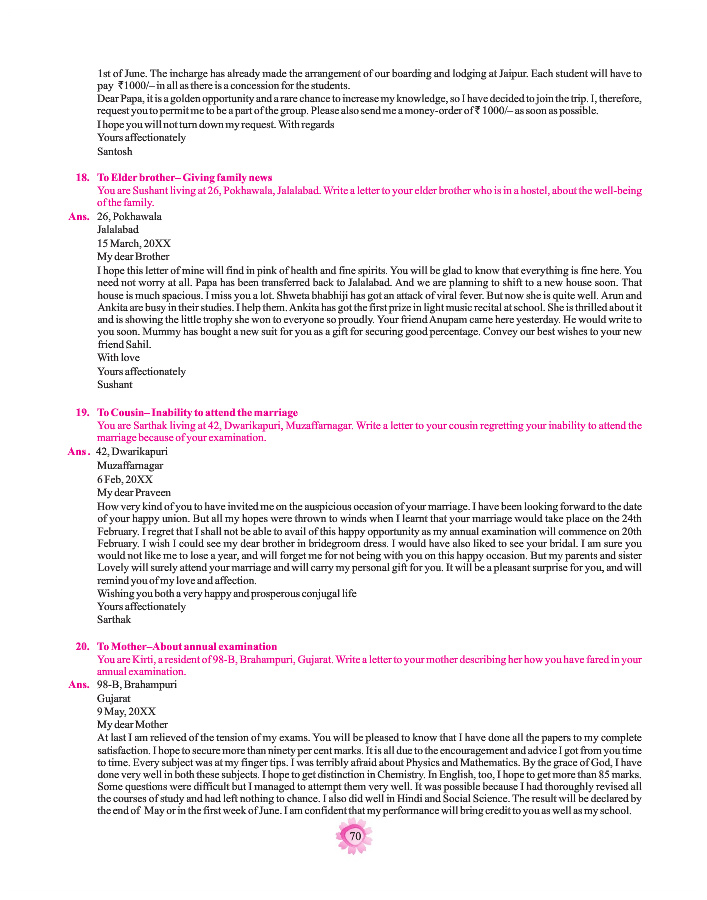 1st of June. The incharge has already made the arrangement of our boarding and lodging at Jaipur. Each student will have to
pay ₹1000/– in all as there is a concession for the students.
Dear Papa, it is a golden opportunity and a rare chance to increase my knowledge, so I have decided to join the trip. I, therefore,
request you to permit me to be a part of the group. Please also send me a money-order of ₹ 1000/– as soon as possible.
I hope you will not turn down my request. With regards
Yours affectionately
Santosh
18. To Elder brother– Giving family news
You are Sushant living at 26, Pokhawala, Jalalabad. Write a letter to your elder brother who is in a hostel, about the well-being
of the family.
Ans. 26, Pokhawala
Jalalabad
15 March, 20XX
My dear Brother
I hope this letter of mine will find in pink of health and fine spirits. You will be glad to know that everything is fine here. You
need not worry at all. Papa has been transferred back to Jalalabad. And we are planning to shift to a new house soon. That
house is much spacious. I miss you a lot. Shweta bhabhiji has got an attack of viral fever. But now she is quite well. Arun and
Ankita are busy in their studies. I help them. Ankita has got the first prize in light music recital at school. She is thrilled about it
and is showing the little trophy she won to everyone so proudly. Your friend Anupam came here yesterday. He would write to
you soon. Mummy has bought a new suit for you as a gift for securing good percentage. Convey our best wishes to your new
friend Sahil.
With love
Yours affectionately
Sushant
19. To Cousin– Inability to attend the marriage
You are Sarthak living at 42, Dwarikapuri, Muzaffarnagar. Write a letter to your cousin regretting your inability to attend the
marriage because of your examination.
Ans . 42, Dwarikapuri
Muzaffarnagar
6 Feb, 20XX
My dear Praveen
How very kind of you to have invited me on the auspicious occasion of your marriage. I have been looking forward to the date
of your happy union. But all my hopes were thrown to winds when I learnt that your marriage would take place on the 24th
February. I regret that I shall not be able to avail of this happy opportunity as my annual examination will commence on 20th
February. I wish I could see my dear brother in bridegroom dress. I would have also liked to see your bridal. I am sure you
would not like me to lose a year, and will forget me for not being with you on this happy occasion. But my parents and sister
Lovely will surely attend your marriage and will carry my personal gift for you. It will be a pleasant surprise for you, and will
remind you of my love and affection.
Wishing you both a very happy and prosperous conjugal life
Yours affectionately
Sarthak
20. To Mother–About annual examination
You are Kirti, a resident of 98-B, Brahampuri, Gujarat. Write a letter to your mother describing her how you have fared in your
annual examination.
Ans. 98-B, Brahampuri
Gujarat
9 May, 20XX
My dear Mother
At last I am relieved of the tension of my exams. You will be pleased to know that I have done all the papers to my complete
satisfaction. I hope to secure more than ninety per cent marks. It is all due to the encouragement and advice I got from you time
to time. Every subject was at my finger tips. I was terribly afraid about Physics and Mathematics. By the grace of God, I have
done very well in both these subjects. I hope to get distinction in Chemistry. In English, too, I hope to get more than 85 marks.
Some questions were difficult but I managed to attempt them very well. It was possible because I had thoroughly revised all
the courses of study and had left nothing to chance. I also did well in Hindi and Social Science. The result will be declared by
the end of May or in the first week of June. I am confident that my performance will bring credit to you as well as my school.
70